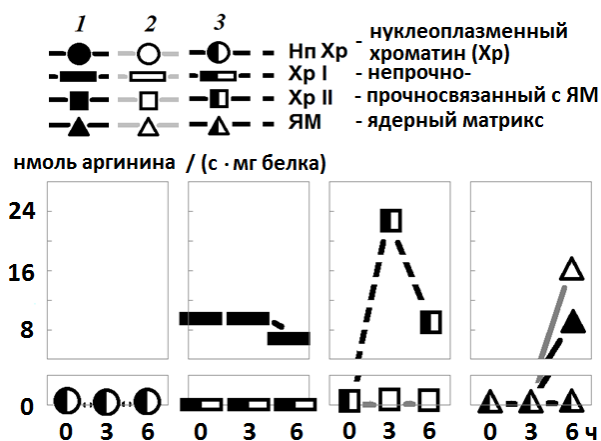 1 2 3
Нп Хр - нуклеоплазменный
хроматин (Хр)
Хр I - непрочно-
Хр II - прочносвязанный с ЯМ
ЯМ - ядерный матрикс
нмоль аргинина / (с · мг белка)
24
16
8
0
0 3 6 0 3 6 0 3 6 0 3 6 ч